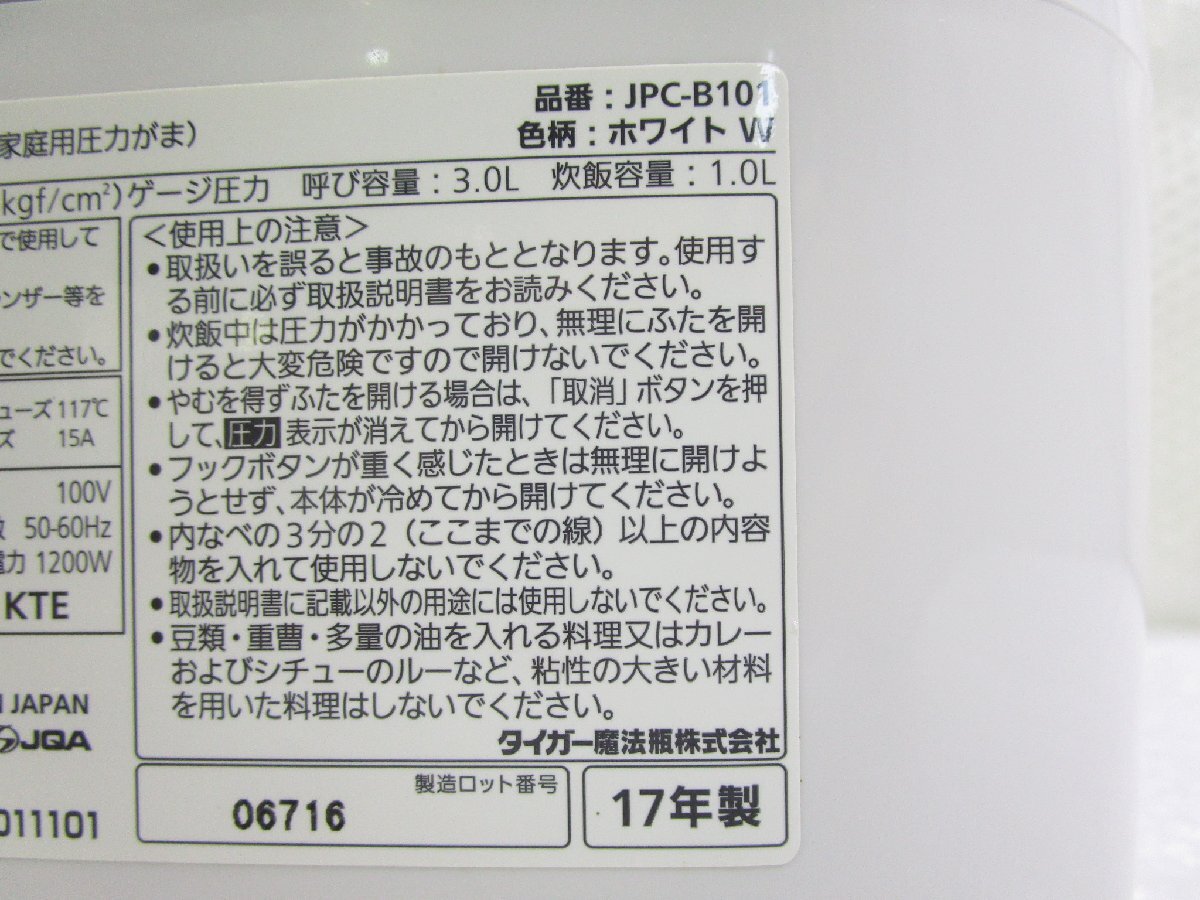 品番：JPC-B101
家庭用圧力がま）
色柄：ホワイト W
kgf/cm²)ゲージ圧力 呼び容量：3.0L 炊飯容量：1.0L
で使用して
ンザー等を
でください。
ューズ 117℃
ズ 15A
100V
数 50-60Hz
電力 1200W
KTE
JAPAN
JQA
011101
＜使用上の注意＞
●取扱いを誤ると事故のもととなります。使用す
る前に必ず取扱説明書をお読みください。
●炊飯中は圧力がかかっており、無理にふたを開
けると大変危険ですので開けないでください。
●やむを得ずふたを開ける場合は、「取消」ボタンを押
して、圧力表示が消えてから開けてください。
●フックボタンが重く感じたときは無理に開けよ
うとせず、本体が冷めてから開けてください。
●内なべの3分の2（ここまでの線）以上の内容
物を入れて使用しないでください。
●取扱説明書に記載以外の用途には使用しないでください。
●豆類・重曹・多量の油を入れる料理又はカレー
およびシチューのルーなど、粘性の大きい材料
を用いた料理はしないでください。
タイガー魔法瓶株式会社
製造ロット番号
06716
17年製